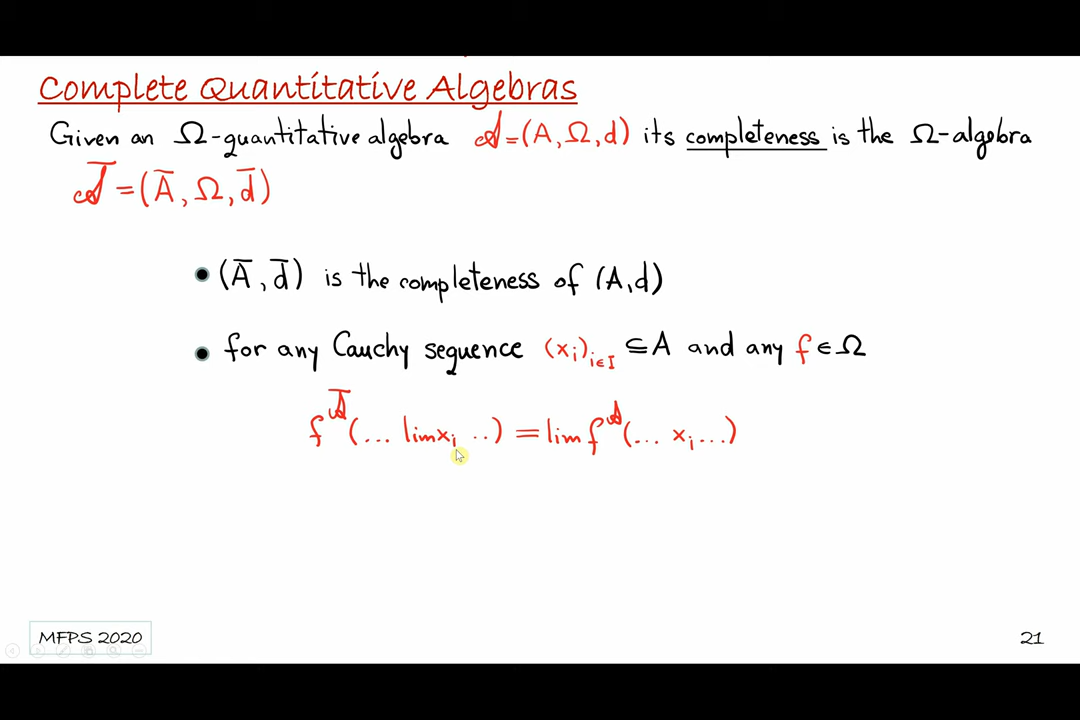 Complete Quantitative Algebras
Given an Ω-quantitative algebra 𝒜=(A,Ω,d) its completeness is the Ω-algebra
𝒜̅=(A̅,Ω,d̅)
• (A̅,d̅) is the completeness of (A,d)
• for any Cauchy sequence (xᵢ)ᵢ∈I ⊆A and any f∈Ω
f^𝒜̅(... lim xᵢ ..) = lim f^𝒜(... xᵢ ...)
MFPS 2020
21